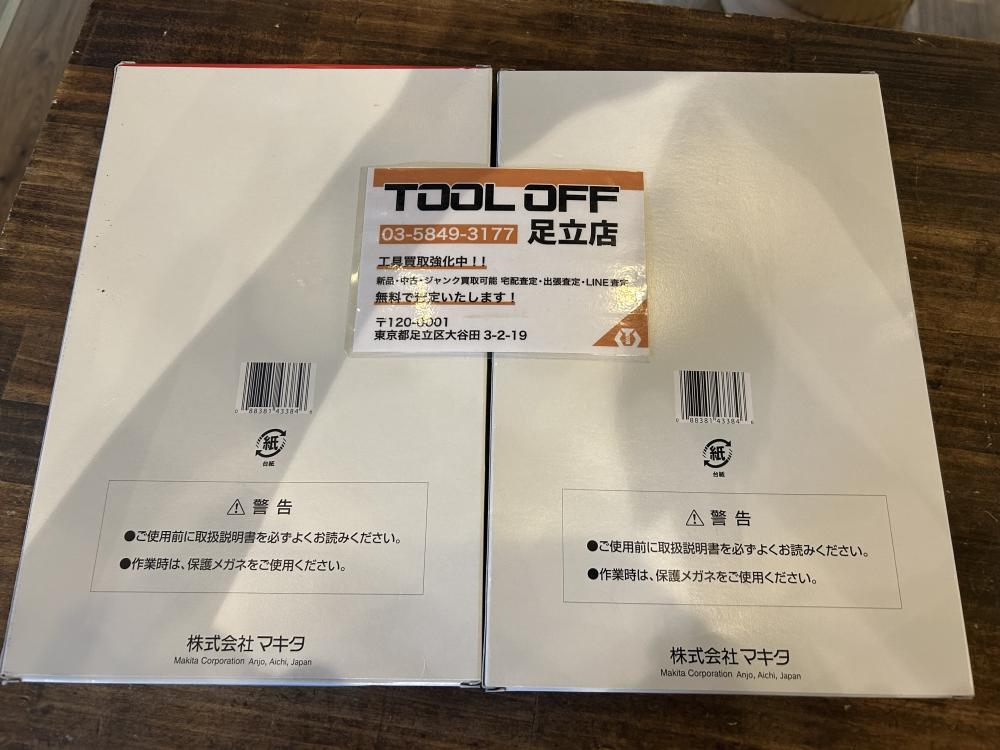 TOOL OFF
03-5849-3177 足立店
工具買取強化中!!
新品・中古・ジャンク買取可能 宅配査定・出張査定・LINE査定
無料で査定いたします!
〒120-0001
東京都足立区大谷田 3-2-19
0 88381 43384 6
紙
台紙
警告
●ご使用前に取扱説明書を必ずよくお読みください。
●作業時は、保護メガネをご使用ください。
株式会社マキタ
Makita Corporation Anjo, Aichi, Japan
0 88381 43384 6
紙
台紙
警告
●ご使用前に取扱説明書を必ずよくお読みください。
●作業時は、保護メガネをご使用ください。
株式会社マキタ
Makita Corporation Anjo, Aichi, Japan